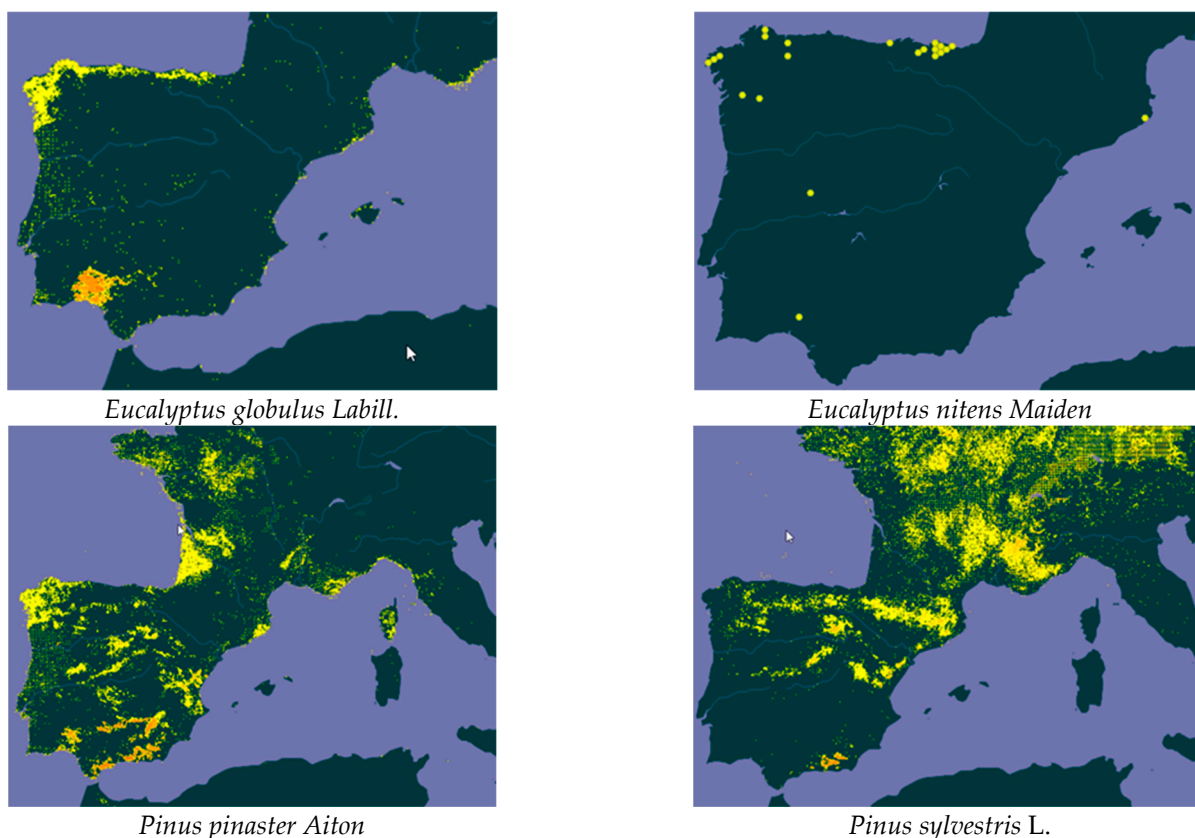 Eucalyptus globulus Labill.
Eucalyptus nitens Maiden
Pinus pinaster Aiton
Pinus sylvestris L.